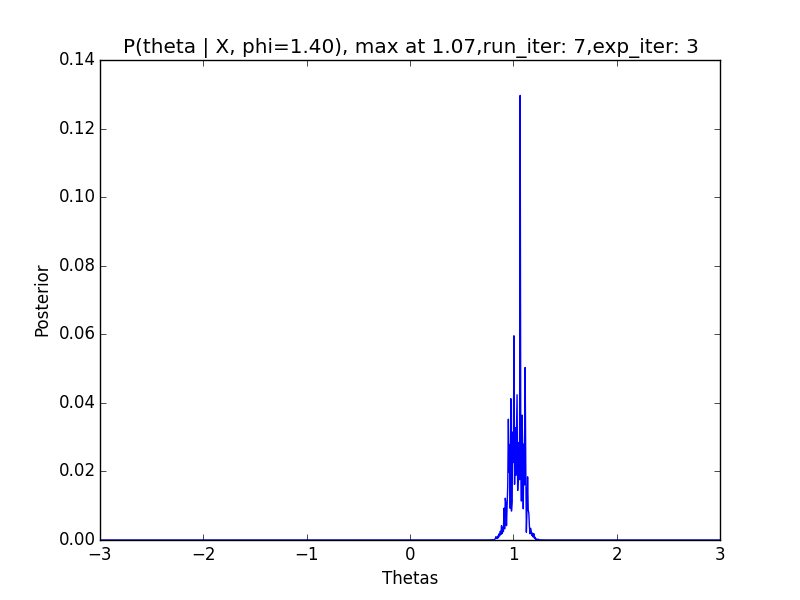 P(theta | X, phi=1.40), max at 1.07,run_iter: 7,exp_iter: 3
0.14
0.12
0.10
0.08
0.06
0.04
0.02
0.00
Posterior
−3 −2 −1 0 1 2 3
Thetas